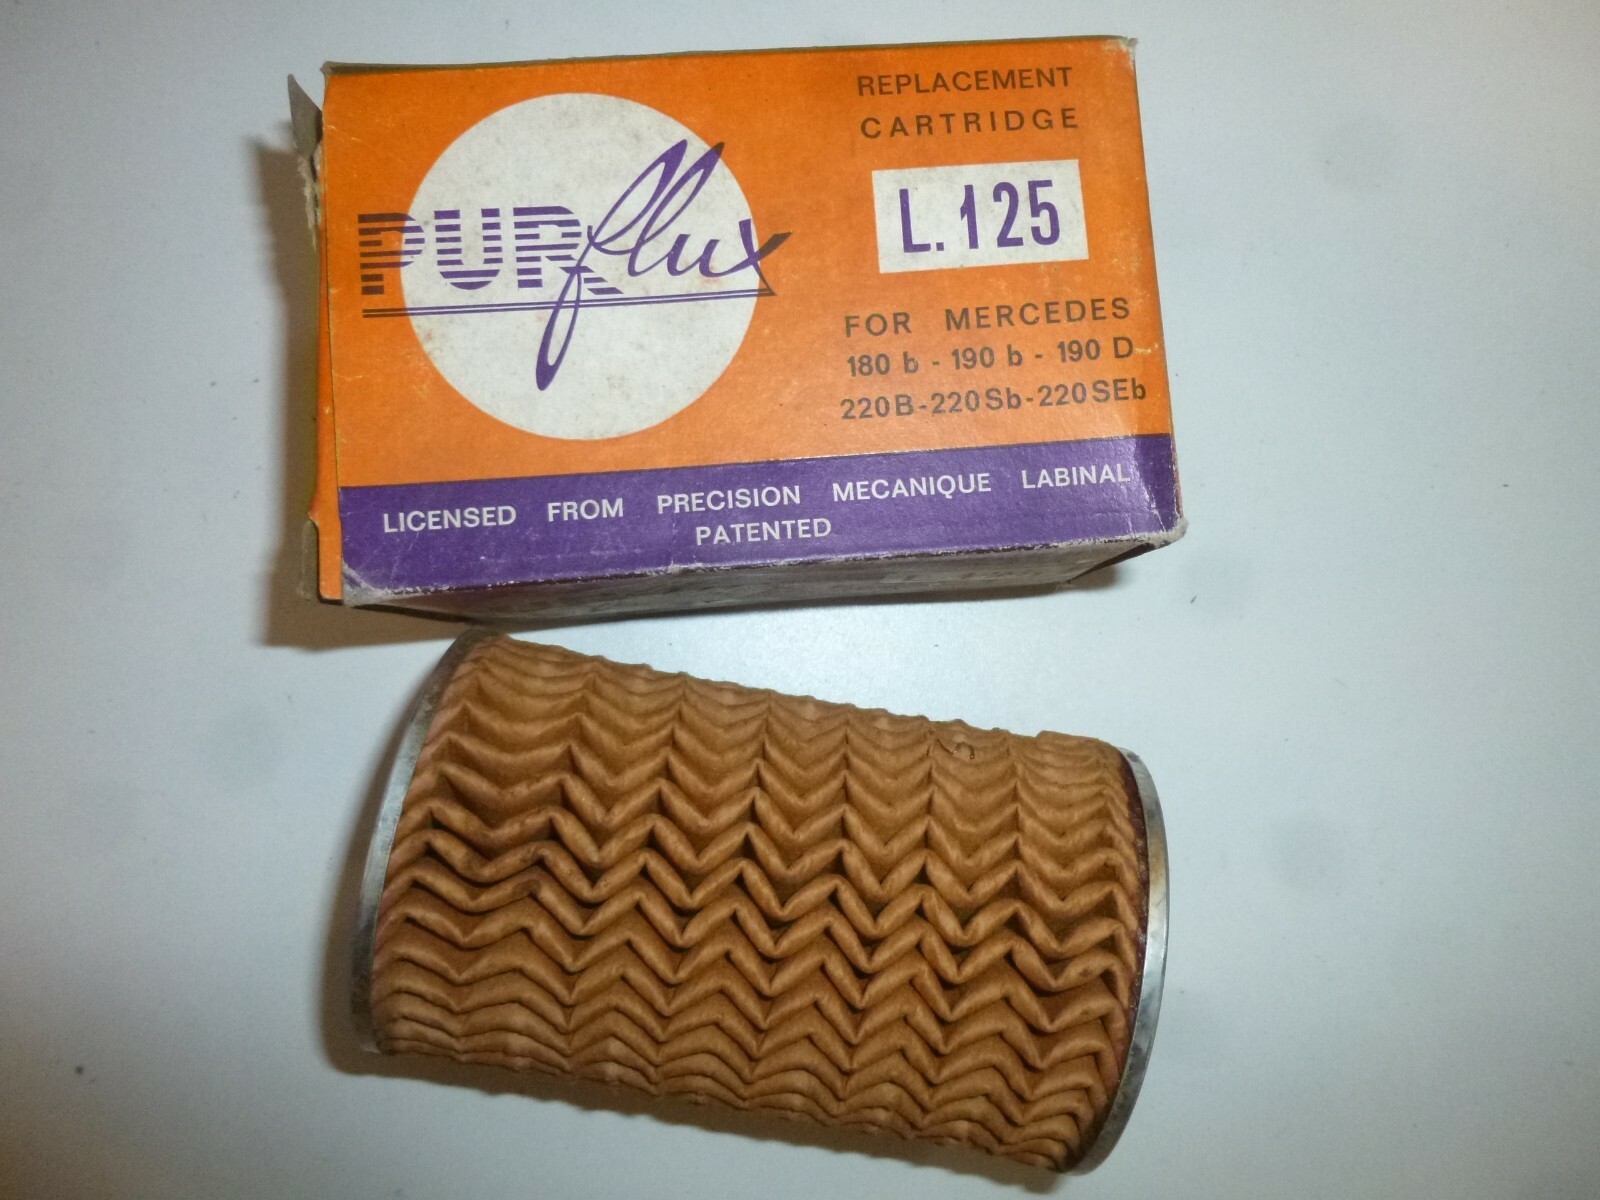 PURflux
REPLACEMENT
CARTRIDGE
L.125
FOR MERCEDES
180 b - 190 b - 190 D
220B-220Sb-220SEb
LICENSED FROM PRECISION MECANIQUE LABINAL
PATENTED